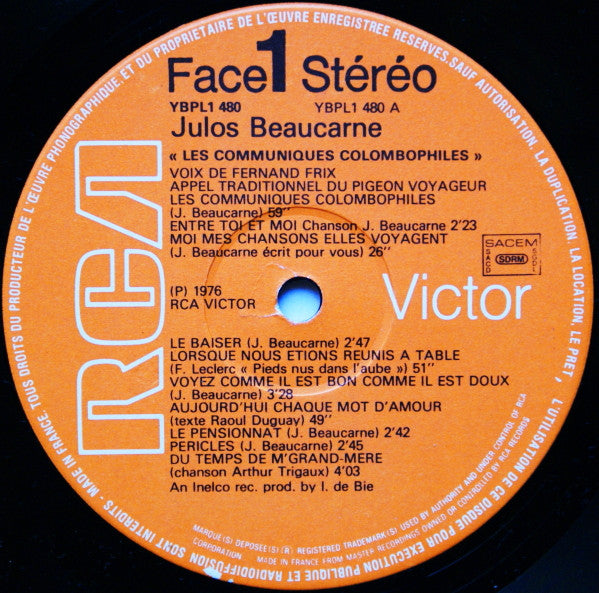 TOUS DROITS DU PRODUCTEUR DE L'ŒUVRE PHONOGRAPHIQUE.ET DU PROPRIETAIRE DE L'ŒUVRE ENREGISTREE RESERVES.SAUF AUTORISATION. LA DUPLICATION, LA LOCATION, LE PRET, L'UTILISATION DE CE DISQUE POUR EXECUTION PUBLIQUE ET RADIODIFFUSION SONT INTERDITS - MADE IN FRANCE
Face 1 Stéréo
YBPL1 480 YBPL1 480 A
Julos Beaucarne
« LES COMMUNIQUES COLOMBOPHILES »
VOIX DE FERNAND FRIX
APPEL TRADITIONNEL DU PIGEON VOYAGEUR
LES COMMUNIQUES COLOMBOPHILES
(J. Beaucarne) 59''
ENTRE TOI ET MOI Chanson J. Beaucarne 2'23
MOI MES CHANSONS ELLES VOYAGENT
(J. Beaucarne écrit pour vous) 26''
SACEM
SACD
SDRM
SGDL
RCA
(P) 1976
RCA VICTOR
Victor
LE BAISER (J. Beaucarne) 2'47
LORSQUE NOUS ETIONS REUNIS A TABLE
(F. Leclerc « Pieds nus dans l'aube ») 51''
VOYEZ COMME IL EST BON COMME IL EST DOUX
(J. Beaucarne) 3'28
AUJOURD'HUI CHAQUE MOT D'AMOUR
(texte Raoul Duguay) 49''
LE PENSIONNAT (J. Beaucarne) 2'42
PERICLES (J. Beaucarne) 2'45
DU TEMPS DE M'GRAND-MERE
(chanson Arthur Trigaux) 4'03
An Inelco rec. prod. by I. de Bie
MARQUE(S) DEPOSEE(S) (R) REGISTERED TRADEMARK(S) USED BY AUTHORITY AND UNDER CONTROL OF RCA
CORPORATION. MADE IN FRANCE FROM MASTER RECORDINGS OWNED OR CONTROLLED BY RCA RECORDS